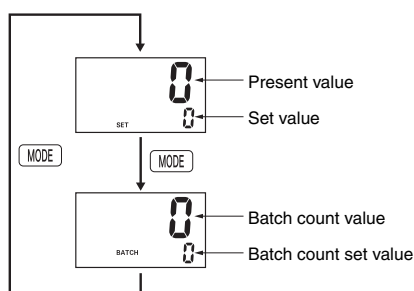 0
Present value
0
Set value
SET
MODE
MODE
0
Batch count value
0
Batch count set value
BATCH